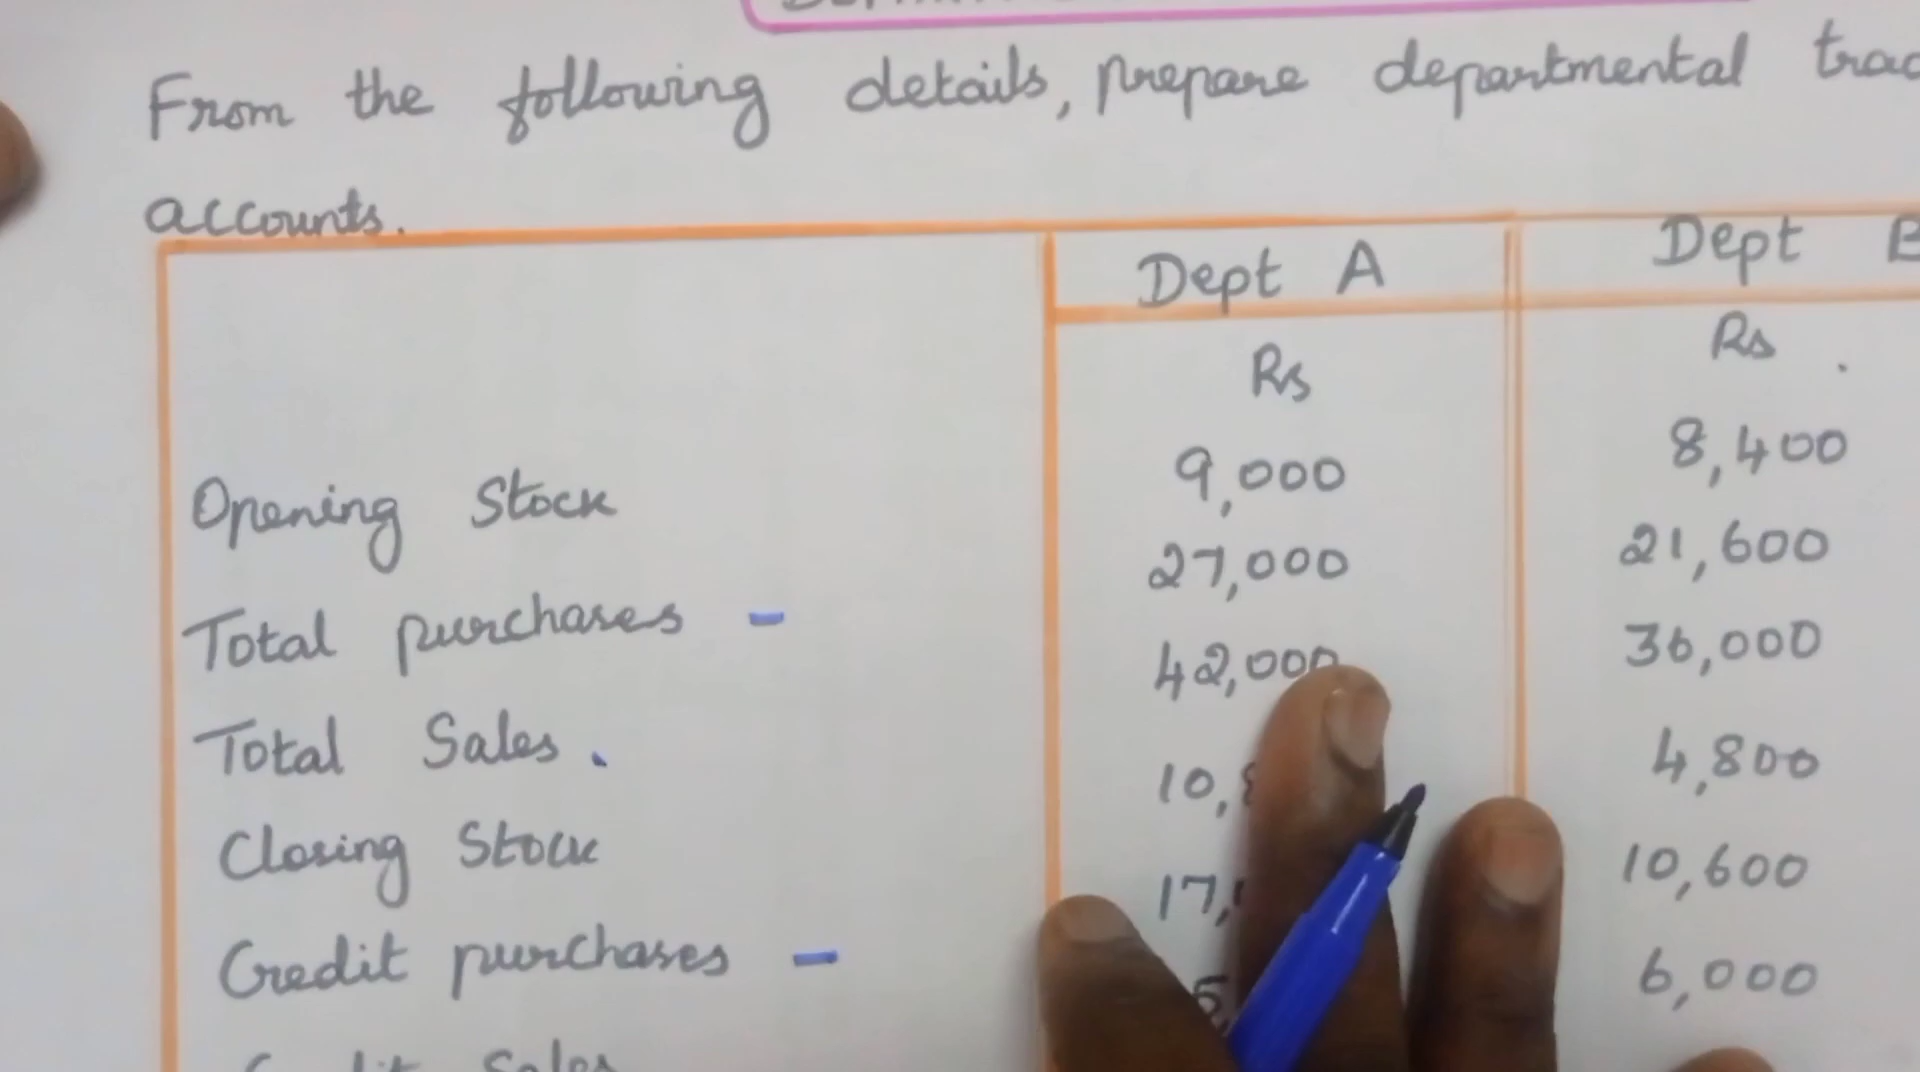 From the following details, prepare departmental
accounts.
Dept A Dept B
Rs Rs.
Opening Stock 9,000 8,400
Total purchases - 27,000 21,600
Total Sales. 42,000 36,000
Closing Stock 4,800
Credit purchases - 10,600
6,000
Sales